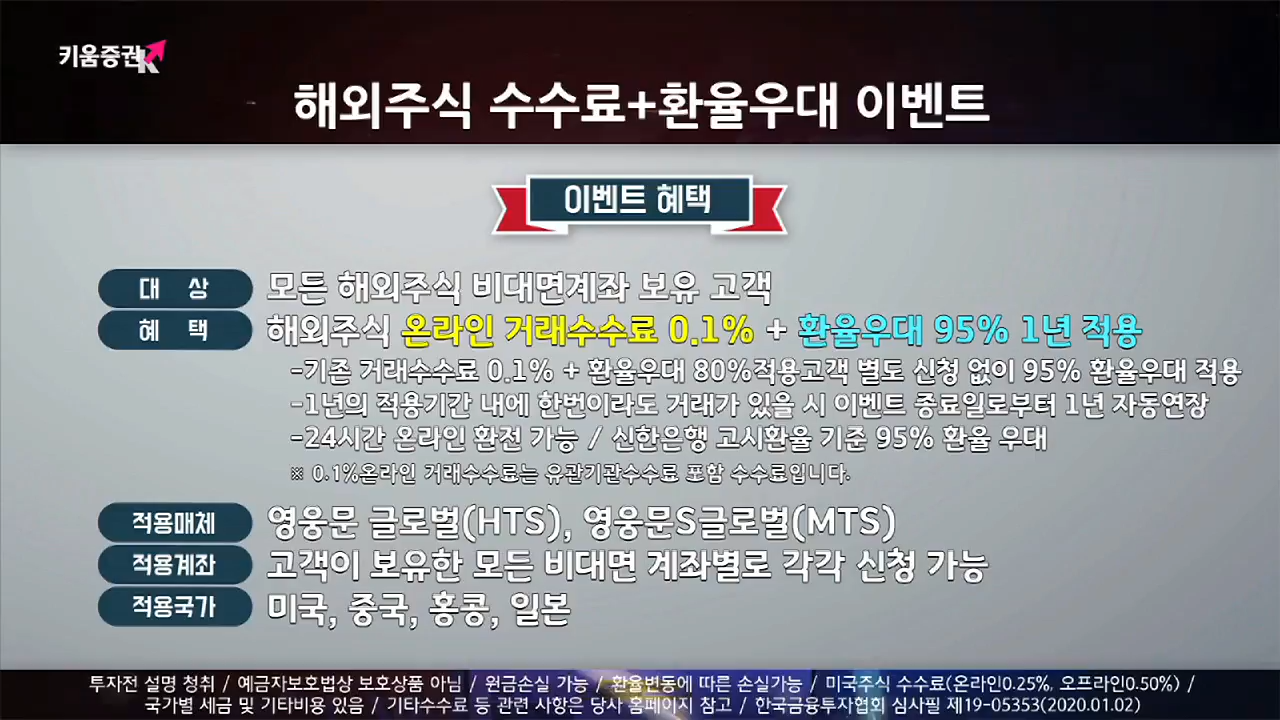 키움증권
해외주식 수수료+환율우대 이벤트
이벤트 혜택
대 상 모든 해외주식 비대면계좌 보유 고객
혜 택 해외주식 온라인 거래수수료 0.1% + 환율우대 95% 1년 적용
-기존 거래수수료 0.1% + 환율우대 80%적용고객 별도 신청 없이 95% 환율우대 적용
-1년의 적용기간 내에 한번이라도 거래가 있을 시 이벤트 종료일로부터 1년 자동연장
-24시간 온라인 환전 가능 / 신한은행 고시환율 기준 95% 환율 우대
※ 0.1%온라인 거래수수료는 유관기관수수료 포함 수수료입니다.
적용매체 영웅문 글로벌(HTS), 영웅문S글로벌(MTS)
적용계좌 고객이 보유한 모든 비대면 계좌별로 각각 신청 가능
적용국가 미국, 중국, 홍콩, 일본
투자전 설명 청취 / 예금자보호법상 보호상품 아님 / 원금손실 가능 / 환율변동에 따른 손실가능 / 미국주식 수수료(온라인0.25%, 오프라인0.50%) /
국가별 세금 및 기타비용 있음 / 기타수수료 등 관련 사항은 당사 홈페이지 참고 / 한국금융투자협회 심사필 제19-05353(2020.01.02)